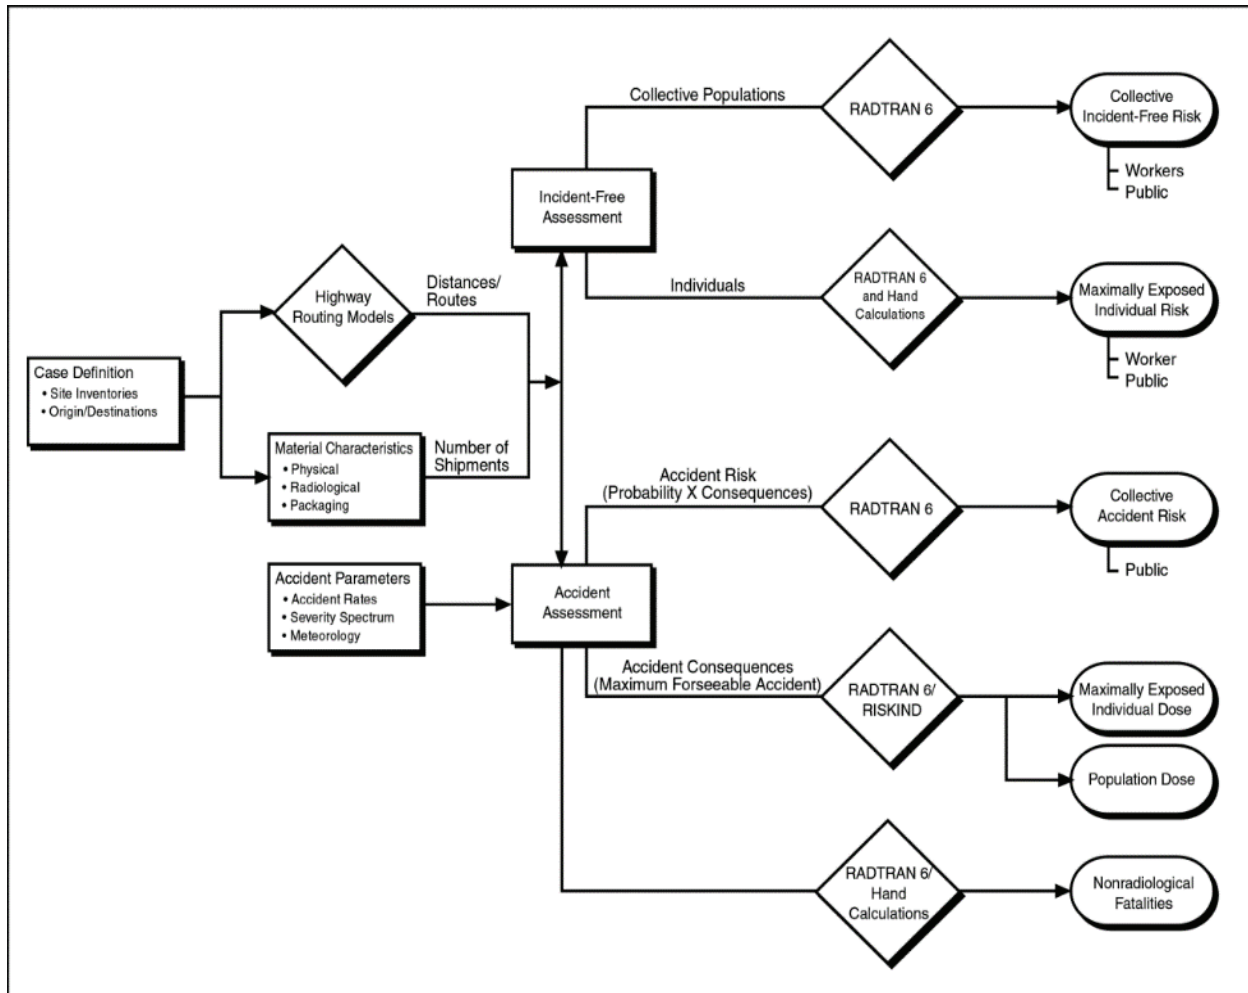 Collective Populations
RADTRAN 6
Collective
Incident-Free Risk
Workers
Public
Incident-Free
Assessment
Individuals
RADTRAN 6
and Hand
Calculations
Maximally Exposed
Individual Risk
Worker
Public
Highway
Routing Models
Distances/
Routes
Case Definition
• Site Inventories
• Origin/Destinations
Material Characteristics
• Physical
• Radiological
• Packaging
Number of
Shipments
Accident Risk
(Probability X Consequences)
RADTRAN 6
Collective
Accident Risk
Public
Accident Parameters
• Accident Rates
• Severity Spectrum
• Meteorology
Accident
Assessment
Accident Consequences
(Maximum Forseeable Accident)
RADTRAN 6/
RISKIND
Maximally Exposed
Individual Dose
Population Dose
RADTRAN 6/
Hand
Calculations
Nonradiological
Fatalities